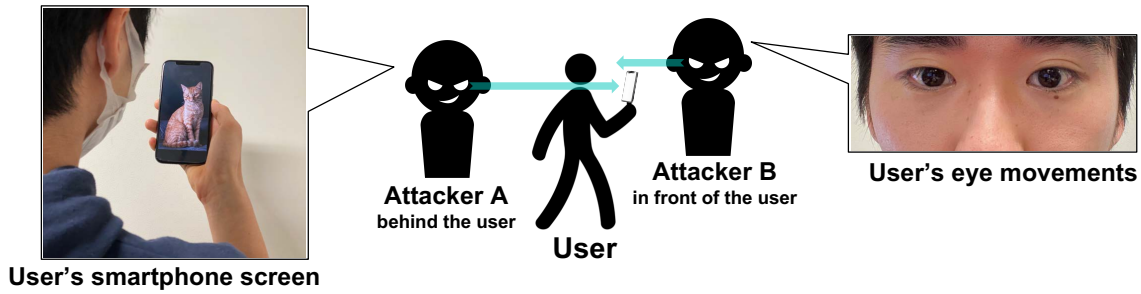 Attacker A
behind the user
Attacker B
in front of the user
User
User's eye movements
User's smartphone screen